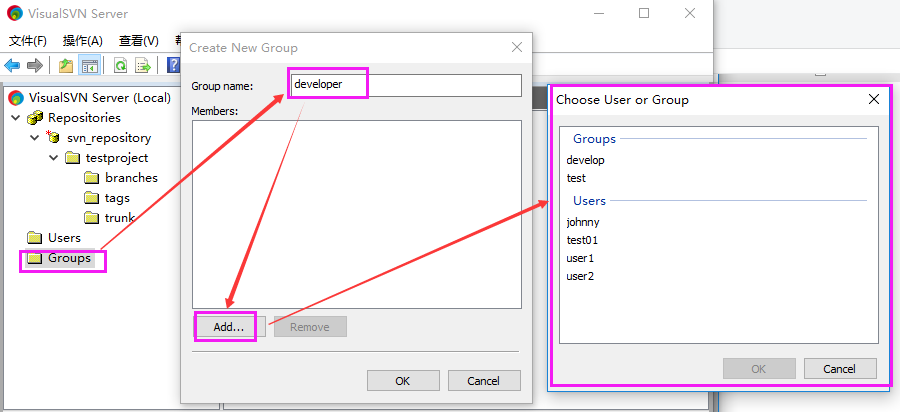 VisualSVN Server
文件(F) 操作(A) 查看(V)
VisualSVN Server (Local)
Repositories
svn_repository
testproject
branches
tags
trunk
Users
Groups
Create New Group
Group name:
developer
Members:
Add...
Remove
OK
Cancel
Choose User or Group
Groups
develop
test
Users
johnny
test01
user1
user2
OK
Cancel